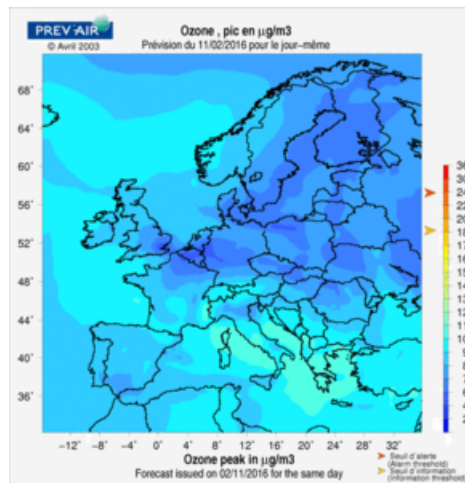 PREV'AIR
© Avril 2003
Ozone , pic en µg/m3
Prévision du 11/02/2016 pour le jour-même
68°
64°
60°
56°
52°
48°
44°
40°
36°
-12° -8° -4° 0° 4° 8° 12° 16° 20° 24° 28° 32°
Ozone peak in µg/m3
Forecast issued on 02/11/2016 for the same day
Seuil d'alerte
(Alarm threshold)
Seuil d'information
(Information threshold)